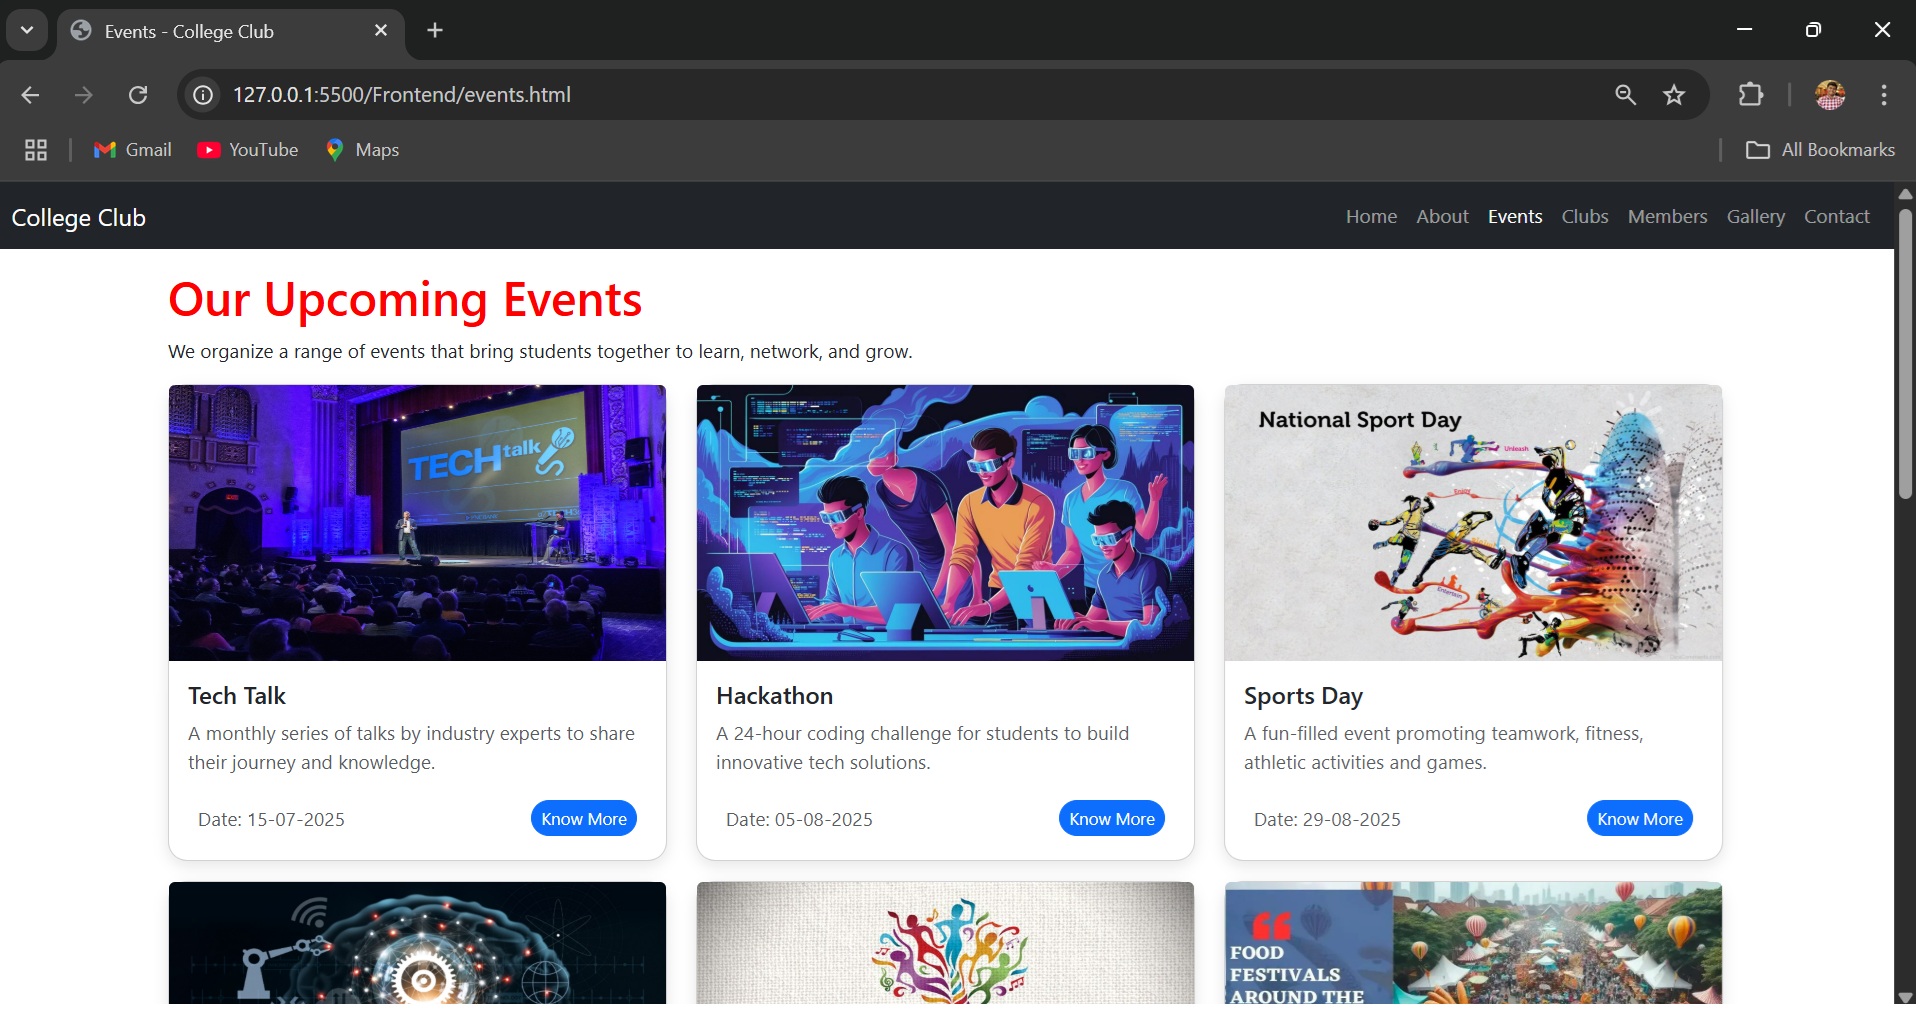 Events - College Club
127.0.0.1:5500/Frontend/events.html
Gmail YouTube Maps All Bookmarks
College Club Home About Events Clubs Members Gallery Contact
Our Upcoming Events
We organize a range of events that bring students together to learn, network, and grow.
TECH talk
National Sport Day
Unleash
Tech Talk
A monthly series of talks by industry experts to share
their journey and knowledge.
Date: 15-07-2025 Know More
Hackathon
A 24-hour coding challenge for students to build
innovative tech solutions.
Date: 05-08-2025 Know More
Sports Day
A fun-filled event promoting teamwork, fitness,
athletic activities and games.
Date: 29-08-2025 Know More
FOOD
FESTIVALS
AROUND THE